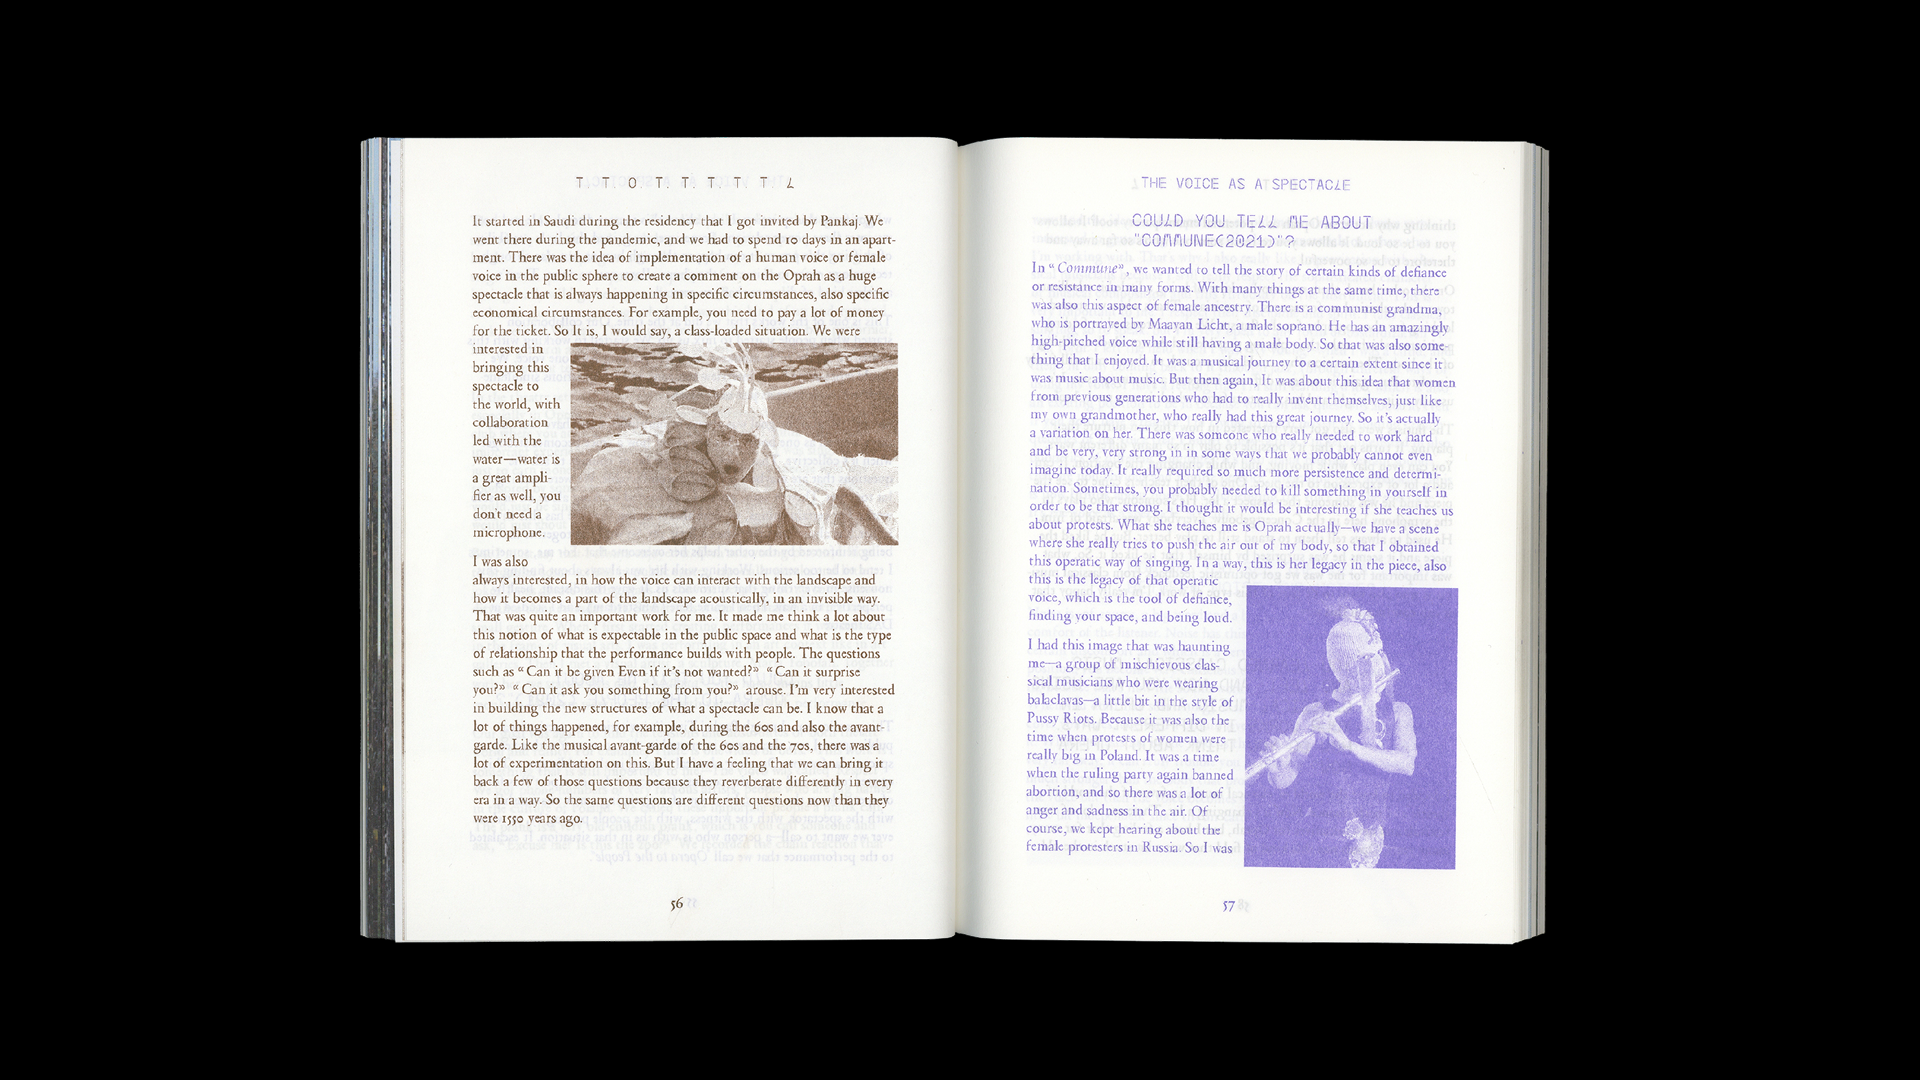 T. T. O T. T. T. T T. L
It started in Saudi during the residency that I got invited by Pankaj. We
went there during the pandemic, and we had to spend 10 days in an apart-
ment. There was the idea of implementation of a human voice or female
voice in the public sphere to create a comment on the Oprah as a huge
spectacle that is always happening in specific circumstances, also specific
economical circumstances. For example, you need to pay a lot of money
for the ticket. So It is, I would say, a class-loaded situation. We were
interested in
bringing this
spectacle to
the world, with
collaboration
led with the
water—water is
a great ampli-
fier as well, you
don't need a
microphone.
I was also
always interested, in how the voice can interact with the landscape and
how it becomes a part of the landscape acoustically, in an invisible way.
That was quite an important work for me. It made me think a lot about
this notion of what is expectable in the public space and what is the type
of relationship that the performance builds with people. The questions
such as “Can it be given Even if it's not wanted?” “Can it surprise
you?” “Can it ask you something from you?” arouse. I'm very interested
in building the new structures of what a spectacle can be. I know that a
lot of things happened, for example, during the 60s and also the avant-
garde. Like the musical avant-garde of the 60s and the 70s, there was a
lot of experimentation on this. But I have a feeling that we can bring it
back a few of those questions because they reverberate differently in every
era in a way. So the same questions are different questions now than they
were 1550 years ago.
56
THE VOICE AS A SPECTACLE
COULD YOU TELL ME ABOUT
"COMMUNE(2021)"?
In “Commune”, we wanted to tell the story of certain kinds of defiance
or resistance in many forms. With many things at the same time, there
was also this aspect of female ancestry. There is a communist grandma,
who is portrayed by Maayan Licht, a male soprano. He has an amazingly
high-pitched voice while still having a male body. So that was also some-
thing that I enjoyed. It was a musical journey to a certain extent since it
was music about music. But then again, It was about this idea that women
from previous generations who had to really invent themselves, just like
my own grandmother, who really had this great journey. So it's actually
a variation on her. There was someone who really needed to work hard
and be very, very strong in in some ways that we probably cannot even
imagine today. It really required so much more persistence and determi-
nation. Sometimes, you probably needed to kill something in yourself in
order to be that strong. I thought it would be interesting if she teaches us
about protests. What she teaches me is Oprah actually—we have a scene
where she really tries to push the air out of my body, so that I obtained
this operatic way of singing. In a way, this is her legacy in the piece, also
this is the legacy of that operatic
voice, which is the tool of defiance,
finding your space, and being loud.
I had this image that was haunting
me—a group of mischievous clas-
sical musicians who were wearing
balaclavas—a little bit in the style of
Pussy Riots. Because it was also the
time when protests of women were
really big in Poland. It was a time
when the ruling party again banned
abortion, and so there was a lot of
anger and sadness in the air. Of
course, we kept hearing about the
female protesters in Russia. So I was
57